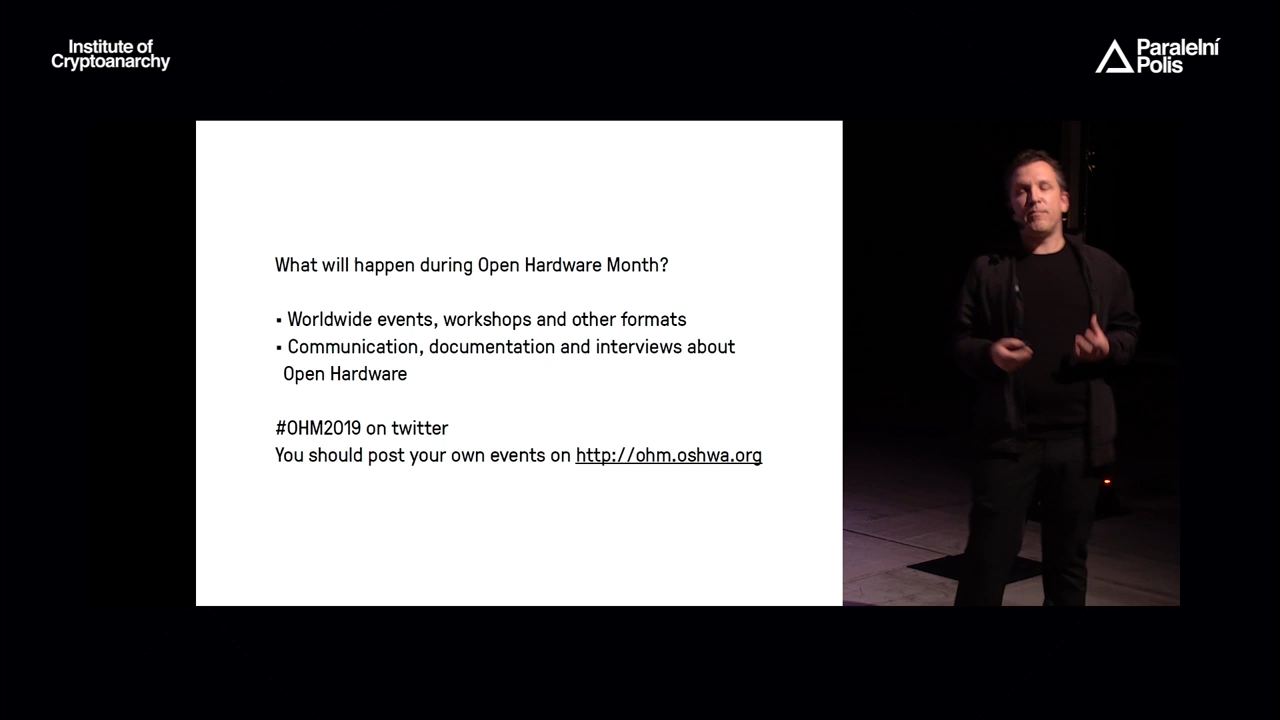 Institute of
Cryptoanarchy
Paralelní
Polis
What will happen during Open Hardware Month?
▪ Worldwide events, workshops and other formats
▪ Communication, documentation and interviews about
Open Hardware
#OHM2019 on twitter
You should post your own events on http://ohm.oshwa.org